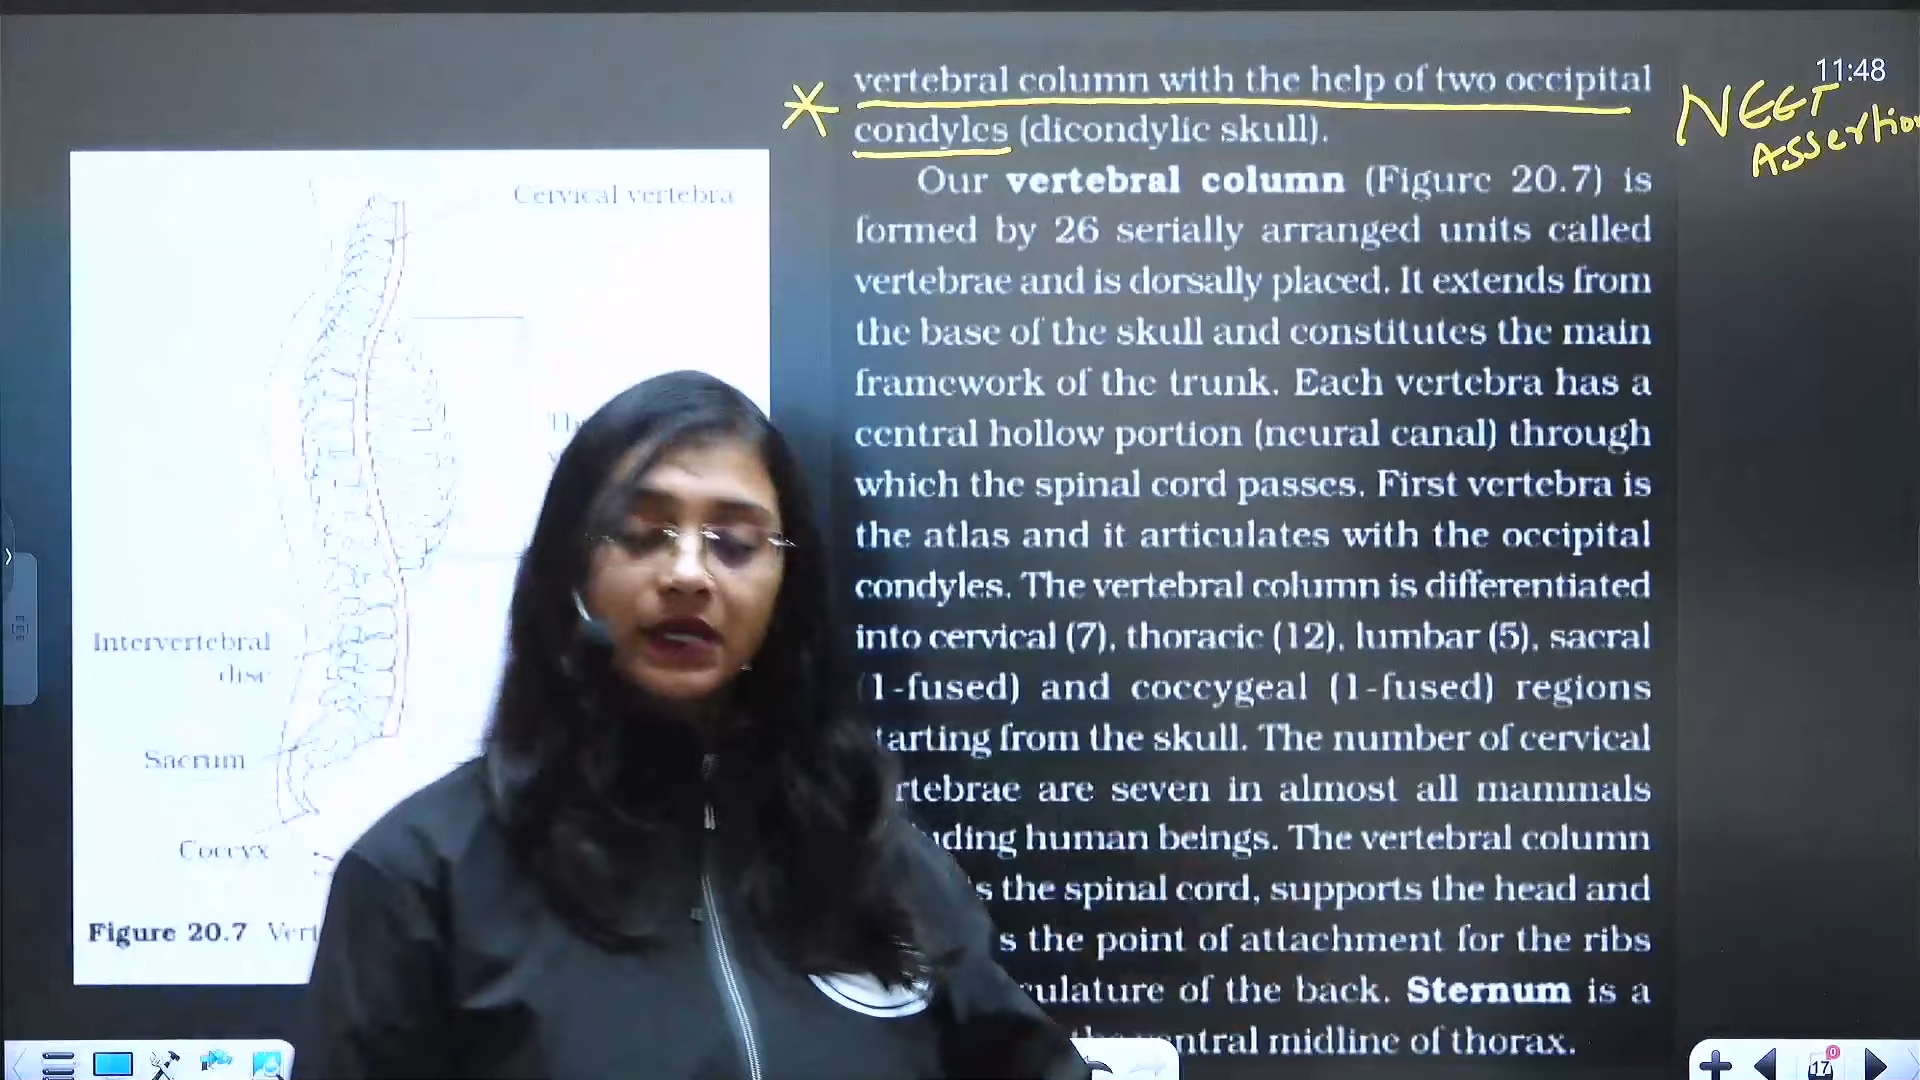 11:48
NEET
Assertion
vertebral column with the help of two occipital
condyles (dicondylic skull).
Our vertebral column (Figure 20.7) is
formed by 26 serially arranged units called
vertebrae and is dorsally placed. It extends from
the base of the skull and constitutes the main
framework of the trunk. Each vertebra has a
central hollow portion (neural canal) through
which the spinal cord passes. First vertebra is
the atlas and it articulates with the occipital
condyles. The vertebral column is differentiated
into cervical (7), thoracic (12), lumbar (5), sacral
(1-fused) and coccygeal (1-fused) regions
tarting from the skull. The number of cervical
rtebrae are seven in almost all mammals
uding human beings. The vertebral column
s the spinal cord, supports the head and
s the point of attachment for the ribs
culature of the back. Sternum is a
ntral midline of thorax.
Cervical vertebra
Intervertebral
disc
Sacrum
Coccyx
Figure 20.7 Vert
17
0